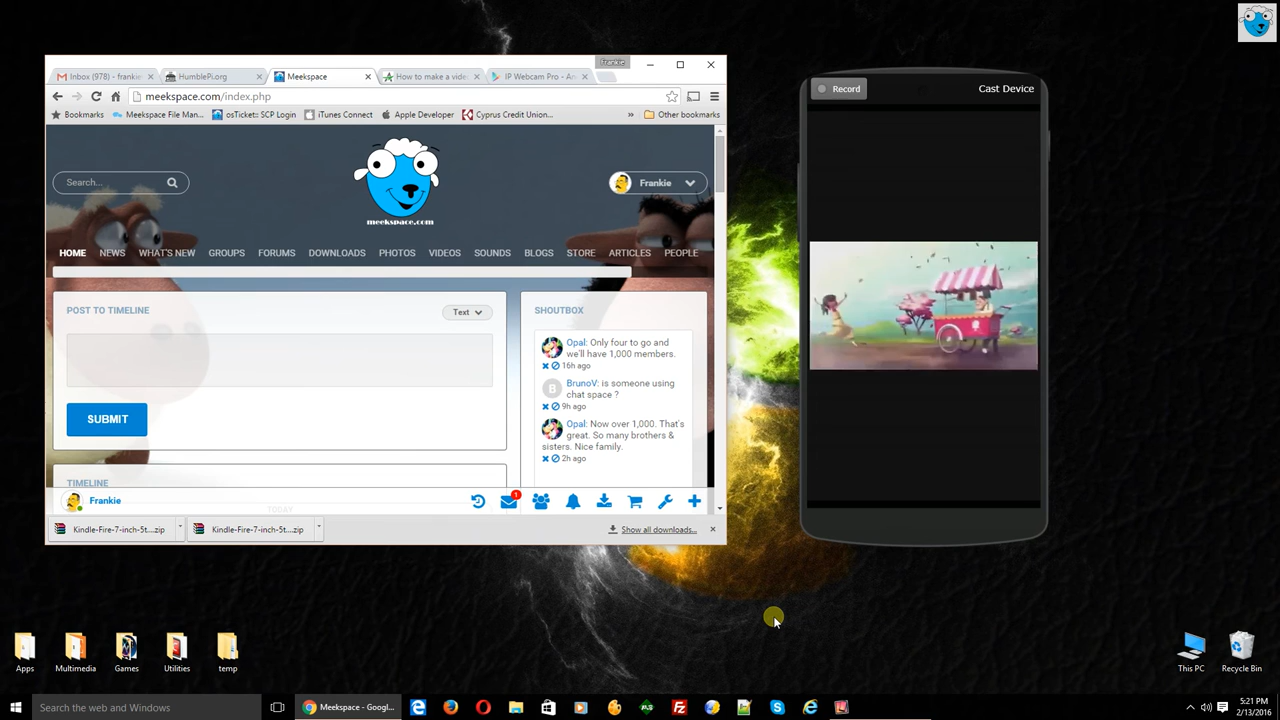 Frankie
Inbox (978) - frankie
HumblePi.org
Meekspace
How to make a vide
IP Webcam Pro - An
meekspace.com/index.php
Bookmarks
Meekspace File Man...
osTicket:: SCP Login
iTunes Connect
Apple Developer
Cyprus Credit Union...
»
Other bookmarks
Search...
meekspace.com
Frankie
HOME NEWS WHAT'S NEW GROUPS FORUMS DOWNLOADS PHOTOS VIDEOS SOUNDS BLOGS STORE ARTICLES PEOPLE
POST TO TIMELINE
Text
SUBMIT
SHOUTBOX
Opal: Only four to go and
we'll have 1,000 members.
16h ago
B
BrunoV: is someone using
chat space ?
9h ago
Opal: Now over 1,000. That's
great. So many brothers &
sisters. Nice family.
2h ago
TIMELINE
TODAY
Frankie
1
Kindle-Fire-7-inch-5t....zip
Kindle-Fire-7-inch-5t....zip
Show all downloads...
Record
Cast Device
Apps
Multimedia
Games
Utilities
temp
This PC
Recycle Bin
Search the web and Windows
Meekspace - Googl...
5:21 PM
2/13/2016